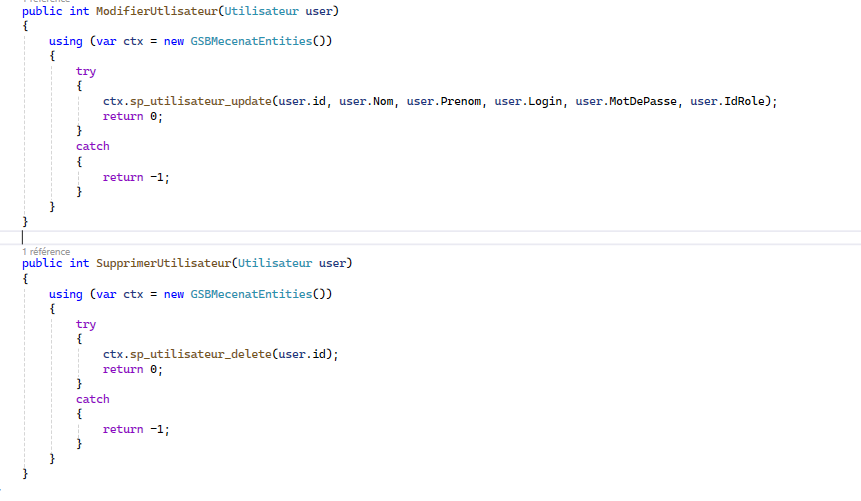 public int ModifierUtlisateur(Utilisateur user)
{
using (var ctx = new GSBMecenatEntities())
{
try
{
ctx.sp_utilisateur_update(user.id, user.Nom, user.Prenom, user.Login, user.MotDePasse, user.IdRole);
return 0;
}
catch
{
return -1;
}
}
}
1 référence
public int SupprimerUtilisateur(Utilisateur user)
{
using (var ctx = new GSBMecenatEntities())
{
try
{
ctx.sp_utilisateur_delete(user.id);
return 0;
}
catch
{
return -1;
}
}
}